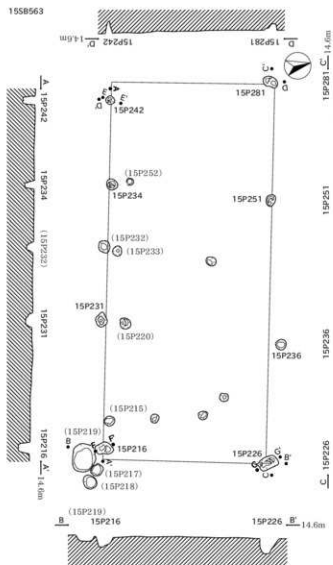 15SB563
14.6m
D'
15P242
15P281
D
A
15P242
15P234
(15P232)
15P231
15P216
A'
14.6m
C'
14.6m
15P281
15P251
15P236
15P226
C
15P281
C'
D
A
E'
D'
15P242
(15P252)
15P234
15P251
(15P232)
(15P233)
15P231
(15P220)
15P236
(15P215)
(15P219)
B
15P216
15P226
B'
(15P217)
(15P218)
(15P219)
B
15P216
15P226
B'
14.6m